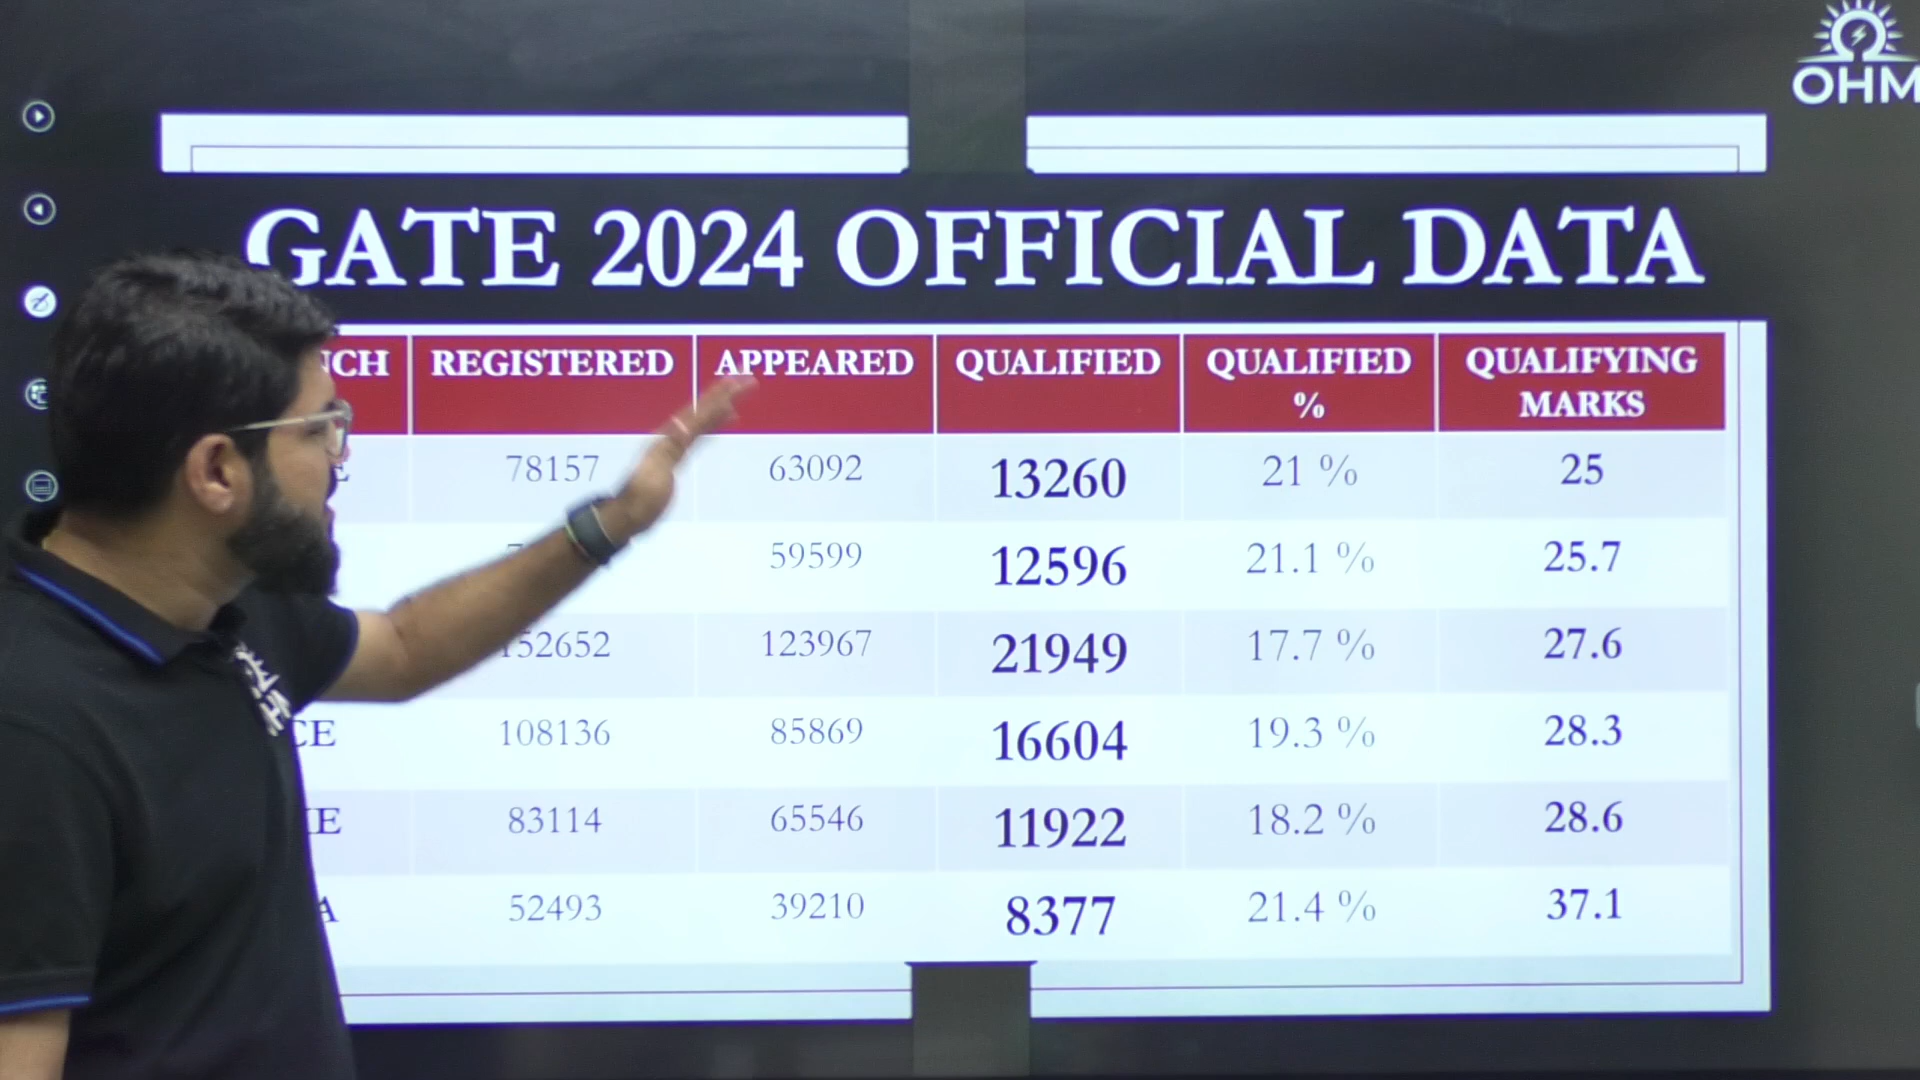 OHM
GATE 2024 OFFICIAL DATA
REGISTERED APPEARED QUALIFIED QUALIFIED % QUALIFYING MARKS
78157 63092 13260 21 % 25
59599 12596 21.1 % 25.7
152652 123967 21949 17.7 % 27.6
CE 108136 85869 16604 19.3 % 28.3
83114 65546 11922 18.2 % 28.6
52493 39210 8377 21.4 % 37.1